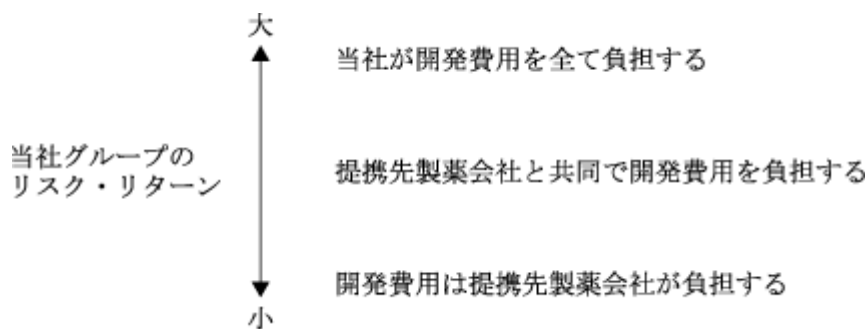 大
当社が開発費用を全て負担する
当社グループの
リスク・リターン
提携先製薬会社と共同で開発費用を負担する
開発費用は提携先製薬会社が負担する
小